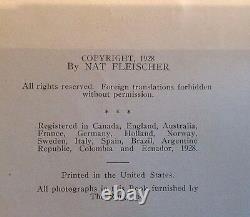 COPYRIGHT, 1928
By NAT FLEISCHER
All rights reserved. Foreign translations forbidden
without permission.
* * *
Registered in Canada, England, Australia,
France, Germany, Holland, Norway,
Sweden, Italy, Spain, Brazil, Argentine
Republic, Colomba and Ecuador, 1928.
Printed in the United States.
All photographs in this Book furnished by
The